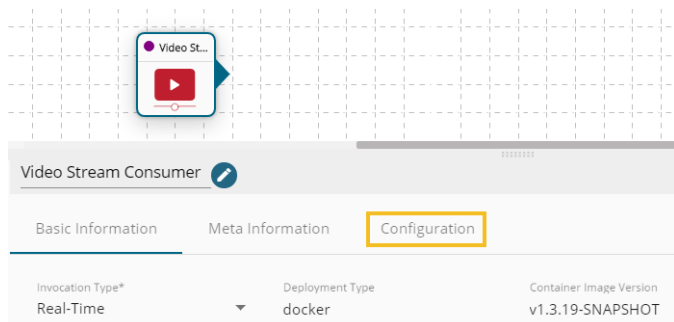 Video St...
Video Stream Consumer
Basic Information Meta Information Configuration
Invocation Type* Deployment Type Container Image Version
Real-Time docker v1.3.19-SNAPSHOT